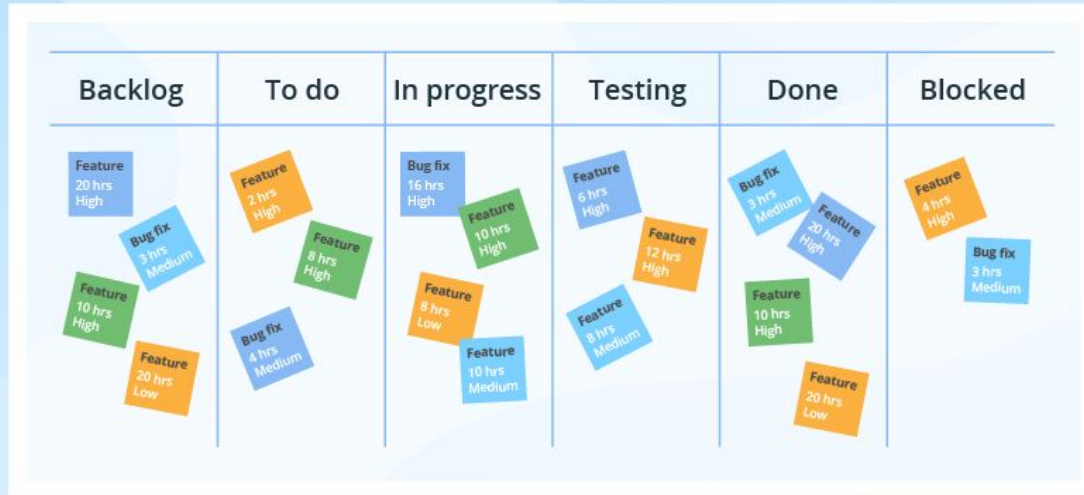 Backlog
To do
In progress
Testing
Done
Blocked
Feature
20 hrs
High
Bug fix
3 hrs
Medium
Feature
10 hrs
High
Feature
20 hrs
Low
Feature
2 hrs
High
Feature
8 hrs
High
Bug fix
4 hrs
Medium
Bug fix
16 hrs
High
Feature
10 hrs
High
Feature
8 hrs
Low
Feature
10 hrs
Medium
Feature
6 hrs
High
Feature
12 hrs
High
Feature
8 hrs
Medium
Bug fix
3 hrs
Medium
Feature
20 hrs
High
Feature
10 hrs
High
Feature
20 hrs
Low
Feature
4 hrs
High
Bug fix
3 hrs
Medium